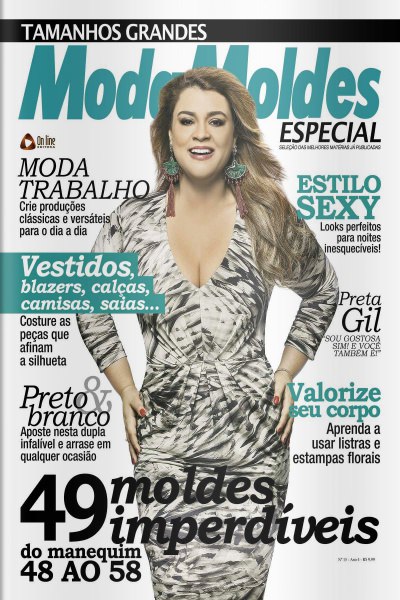 TAMANHOS GRANDES
Moda Moldes
ESPECIAL
SELEÇÃO DAS MELHORES MATÉRIAS JÁ PUBLICADAS
On line
EDITORA
MODA
TRABALHO
Crie produções
clássicas e versáteis
para o dia a dia
ESTILO
SEXY
Looks perfeitos
para noites
inesquecíveis!
Vestidos,
blazers, calças,
camisas, saias...
Costure as
peças que
afinam
a silhueta
Preta
Gil
"SOU GOSTOSA
SIM! E VOCÊ
TAMBÉM É!"
Preto &
branco
Aposte nesta dupla
infalível e arrase em
qualquer ocasião
Valorize
seu corpo
Aprenda a
usar listras e
estampas florais
49 moldes
imperdíveis
do manequim
48 AO 58